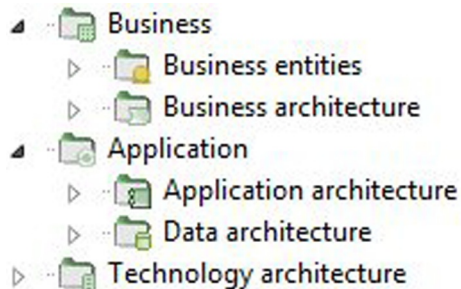 Business
Business entities
Business architecture
Application
Application architecture
Data architecture
Technology architecture